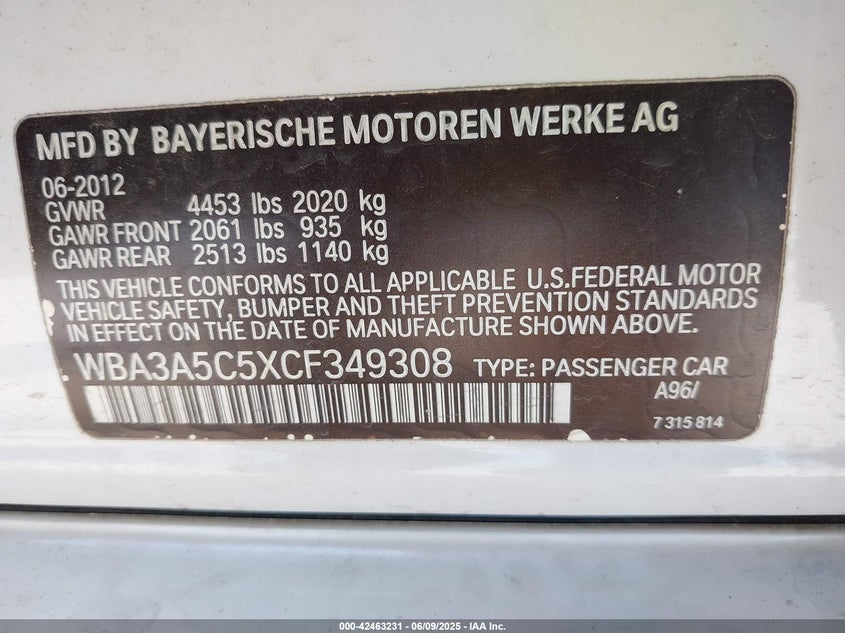 MFD BY BAYERISCHE MOTOREN WERKE AG
06-2012
GVWR 4453 lbs 2020 kg
GAWR FRONT 2061 lbs 935 kg
GAWR REAR 2513 lbs 1140 kg
THIS VEHICLE CONFORMS TO ALL APPLICABLE U.S.FEDERAL MOTOR
VEHICLE SAFETY, BUMPER AND THEFT PREVENTION STANDARDS
IN EFFECT ON THE DATE OF MANUFACTURE SHOWN ABOVE.
WBA3A5C5XCF349308 TYPE: PASSENGER CAR
A96/
7 315 814
000-42463231 - 06/09/2025 - IAA Inc.